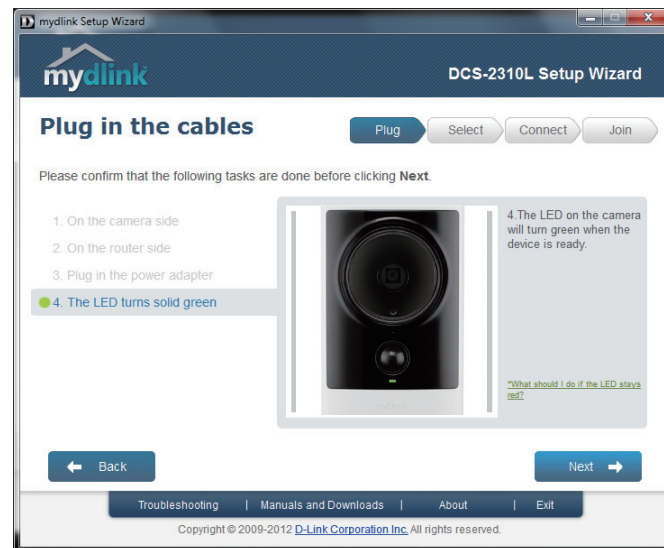 mydlink Setup Wizard
mydlink
DCS-2310L Setup Wizard
Plug in the cables
Plug
Select
Connect
Join
Please confirm that the following tasks are done before clicking Next.
1. On the camera side
2. On the router side
3. Plug in the power adapter
4. The LED turns solid green
4.The LED on the camera
will turn green when the
device is ready.
*What should I do if the LED stays
red?
Back
Next
Troubleshooting | Manuals and Downloads | About | Exit
Copyright © 2009-2012 D-Link Corporation Inc. All rights reserved.